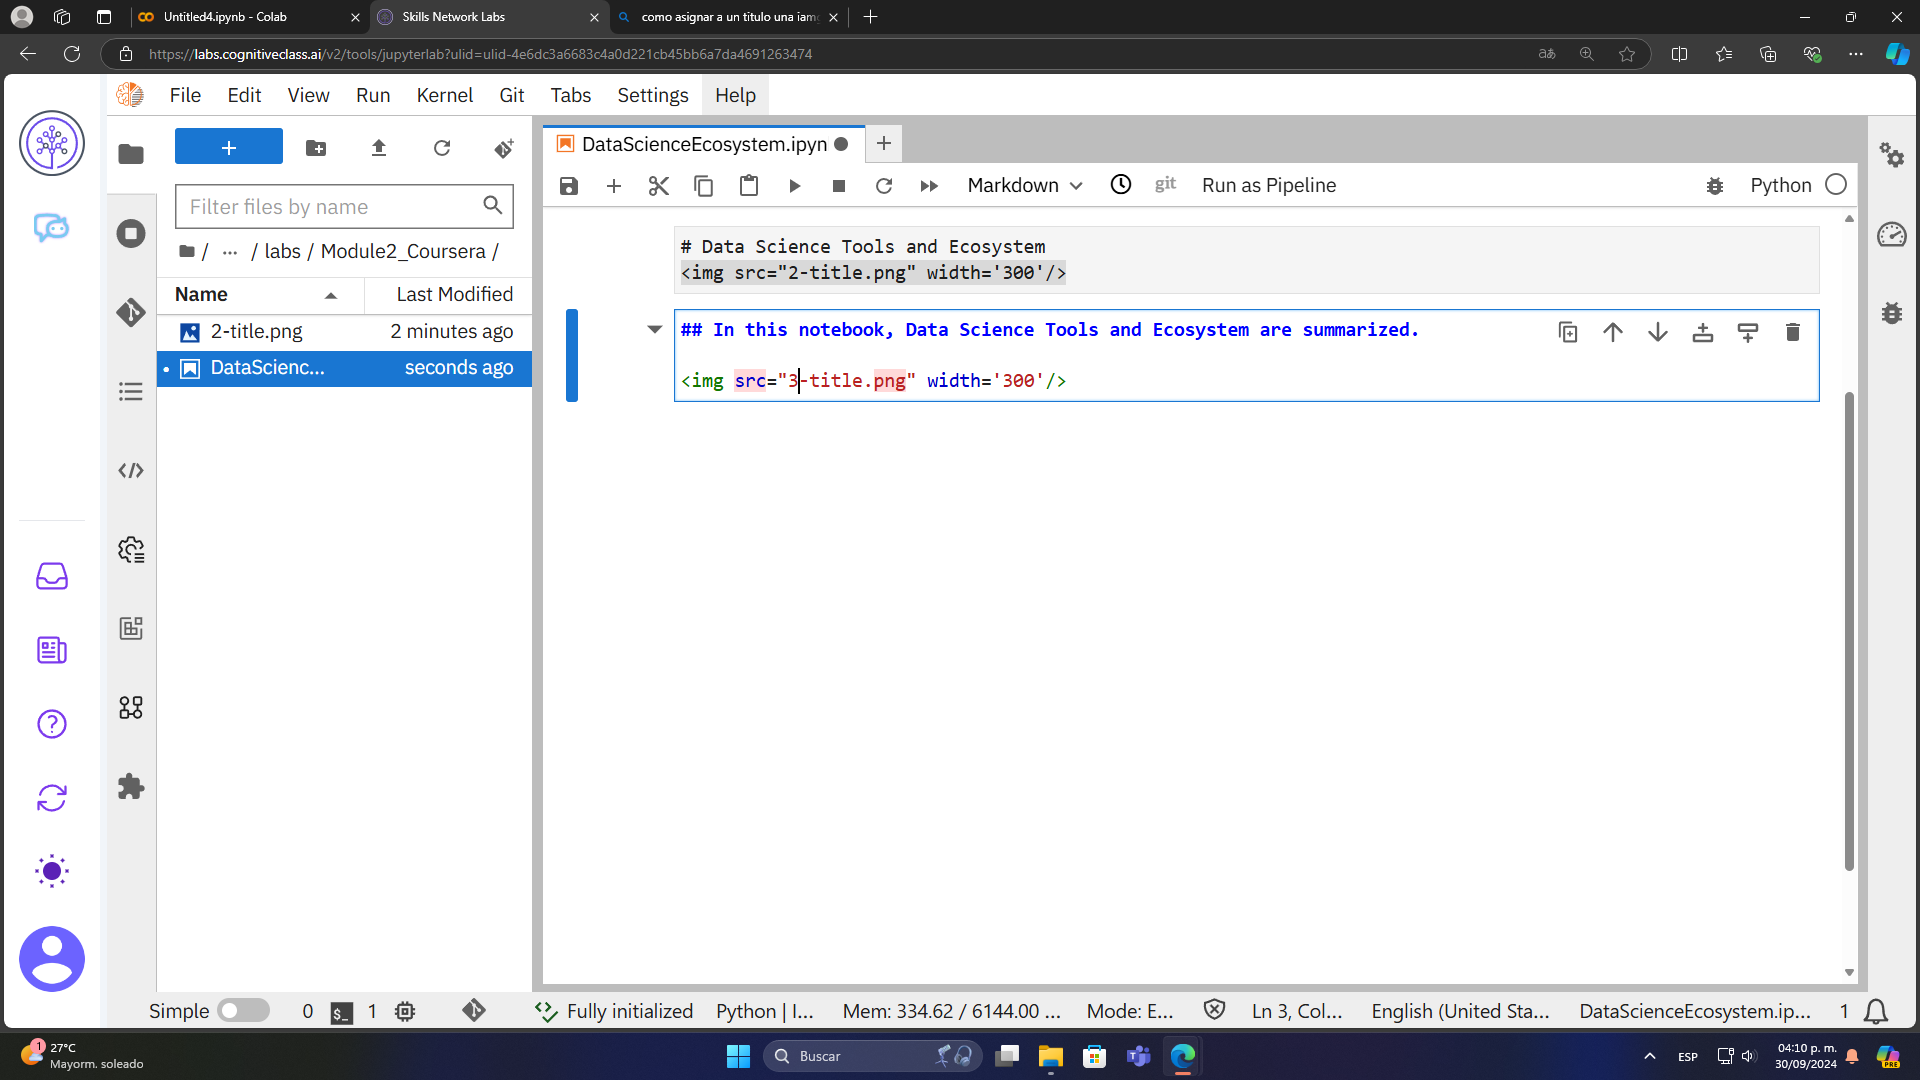 Untitled4.ipynb - Colab
Skills Network Labs
como asignar a un titulo una iamg
https://labs.cognitiveclass.ai/v2/tools/jupyterlab?ulid=ulid-4e6dc3a6683c4a0d221cb45bb6a7da4691263474
File Edit View Run Kernel Git Tabs Settings Help
DataScienceEcosystem.ipyn
Filter files by name
Markdown
git
Run as Pipeline
Python
/ ... / labs / Module2_Coursera /
Name
Last Modified
2-title.png
2 minutes ago
DataScienc...
seconds ago
# Data Science Tools and Ecosystem
<img src="2-title.png" width='300'/>
## In this notebook, Data Science Tools and Ecosystem are summarized.
<img src="3-title.png" width='300'/>
Simple
0
$_
1
Fully initialized
Python | I...
Mem: 334.62 / 6144.00 ...
Mode: E...
Ln 3, Col...
English (United Sta...
DataScienceEcosystem.ip...
1
1
27°C
Mayorm. soleado
Buscar
ESP
04:10 p. m.
30/09/2024
PRE